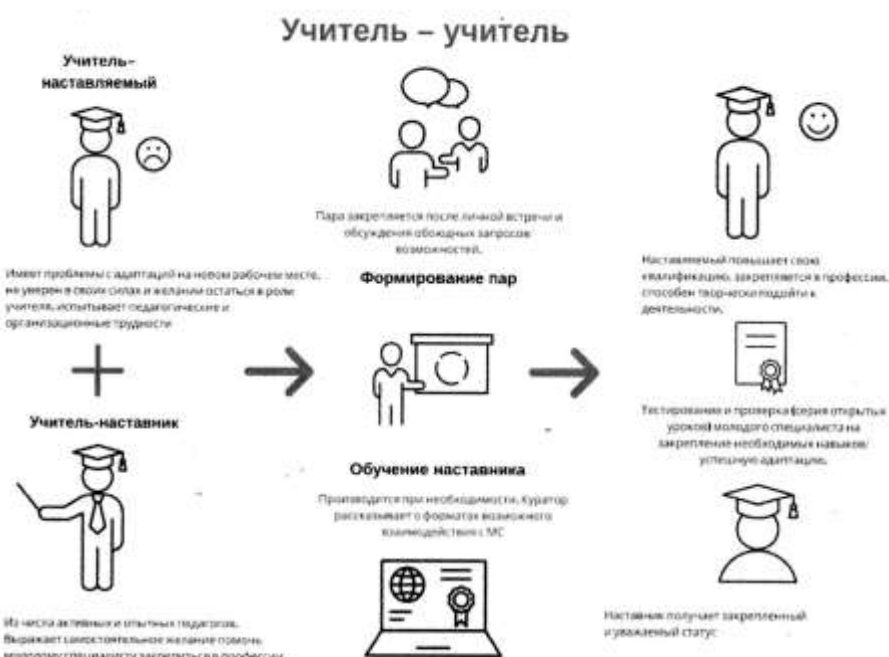 Учитель – учитель
Учитель–
наставляемый
Имеет проблемы с адаптацией на новом рабочем месте,
не уверен в своих силах и желании остаться в роли
учителя, испытывает педагогические и
организационные трудности
Учитель-наставник
Из числа активных и опытных педагогов.
Выражает самостоятельное желание помочь
молодому специалисту закрепиться в профессии
Пара закрепляется после личной встречи и
обсуждения обоюдных запросов
возможностей.
Формирование пар
Обучение наставника
Производится при необходимости. Куратор
рассказывает о форматах возможного
взаимодействия с МС
Наставляемый повышает свою
квалификацию, закрепляется в профессии,
способен творчески подойти к
деятельности.
Тестирование и проверка (серия открытых
уроков) молодого специалиста на
закрепление необходимых навыков/
успешную адаптацию.
Наставник получает закрепленный
и уважаемый статус